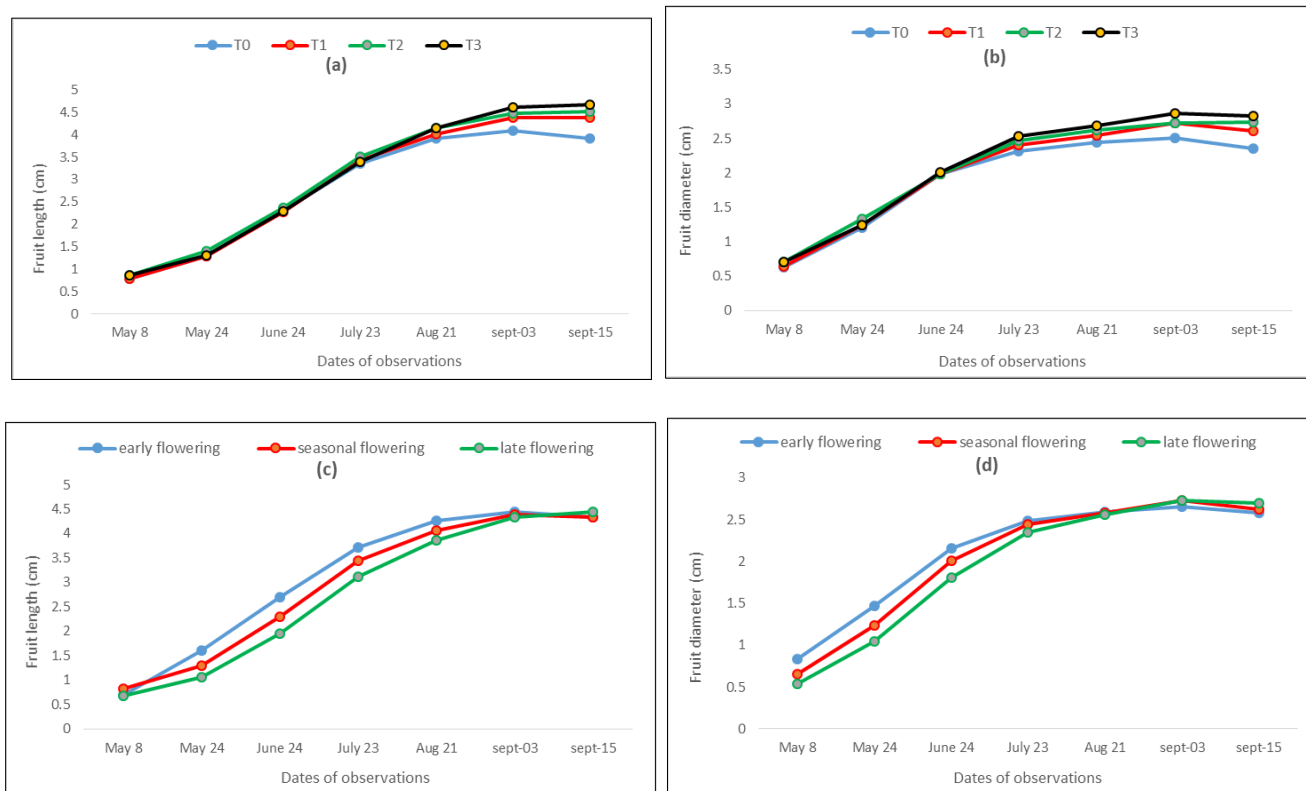 T0 T1 T2 T3
(a)
5
4.5
4
3.5
3
2.5
2
1.5
1
0.5
0
Fruit length (cm)
May 8 May 24 June 24 July 23 Aug 21 sept-03 sept-15
Dates of observations
T0 T1 T2 T3
(b)
3.5
3
2.5
2
1.5
1
0.5
0
Fruit diameter (cm)
May 8 May 24 June 24 July 23 Aug 21 sept-03 sept-15
Dates of observations
early flowering seasonal flowering late flowering
(c)
5
4.5
4
3.5
3
2.5
2
1.5
1
0.5
0
Fruit length (cm)
May 8 May 24 June 24 July 23 Aug 21 sept-03 sept-15
Dates of observations
early flowering seasonal flowering late flowering
(d)
3
2.5
2
1.5
1
0.5
0
Fruit diameter (cm)
May 8 May 24 June 24 July 23 Aug 21 sept-03 sept-15
Dates of observations